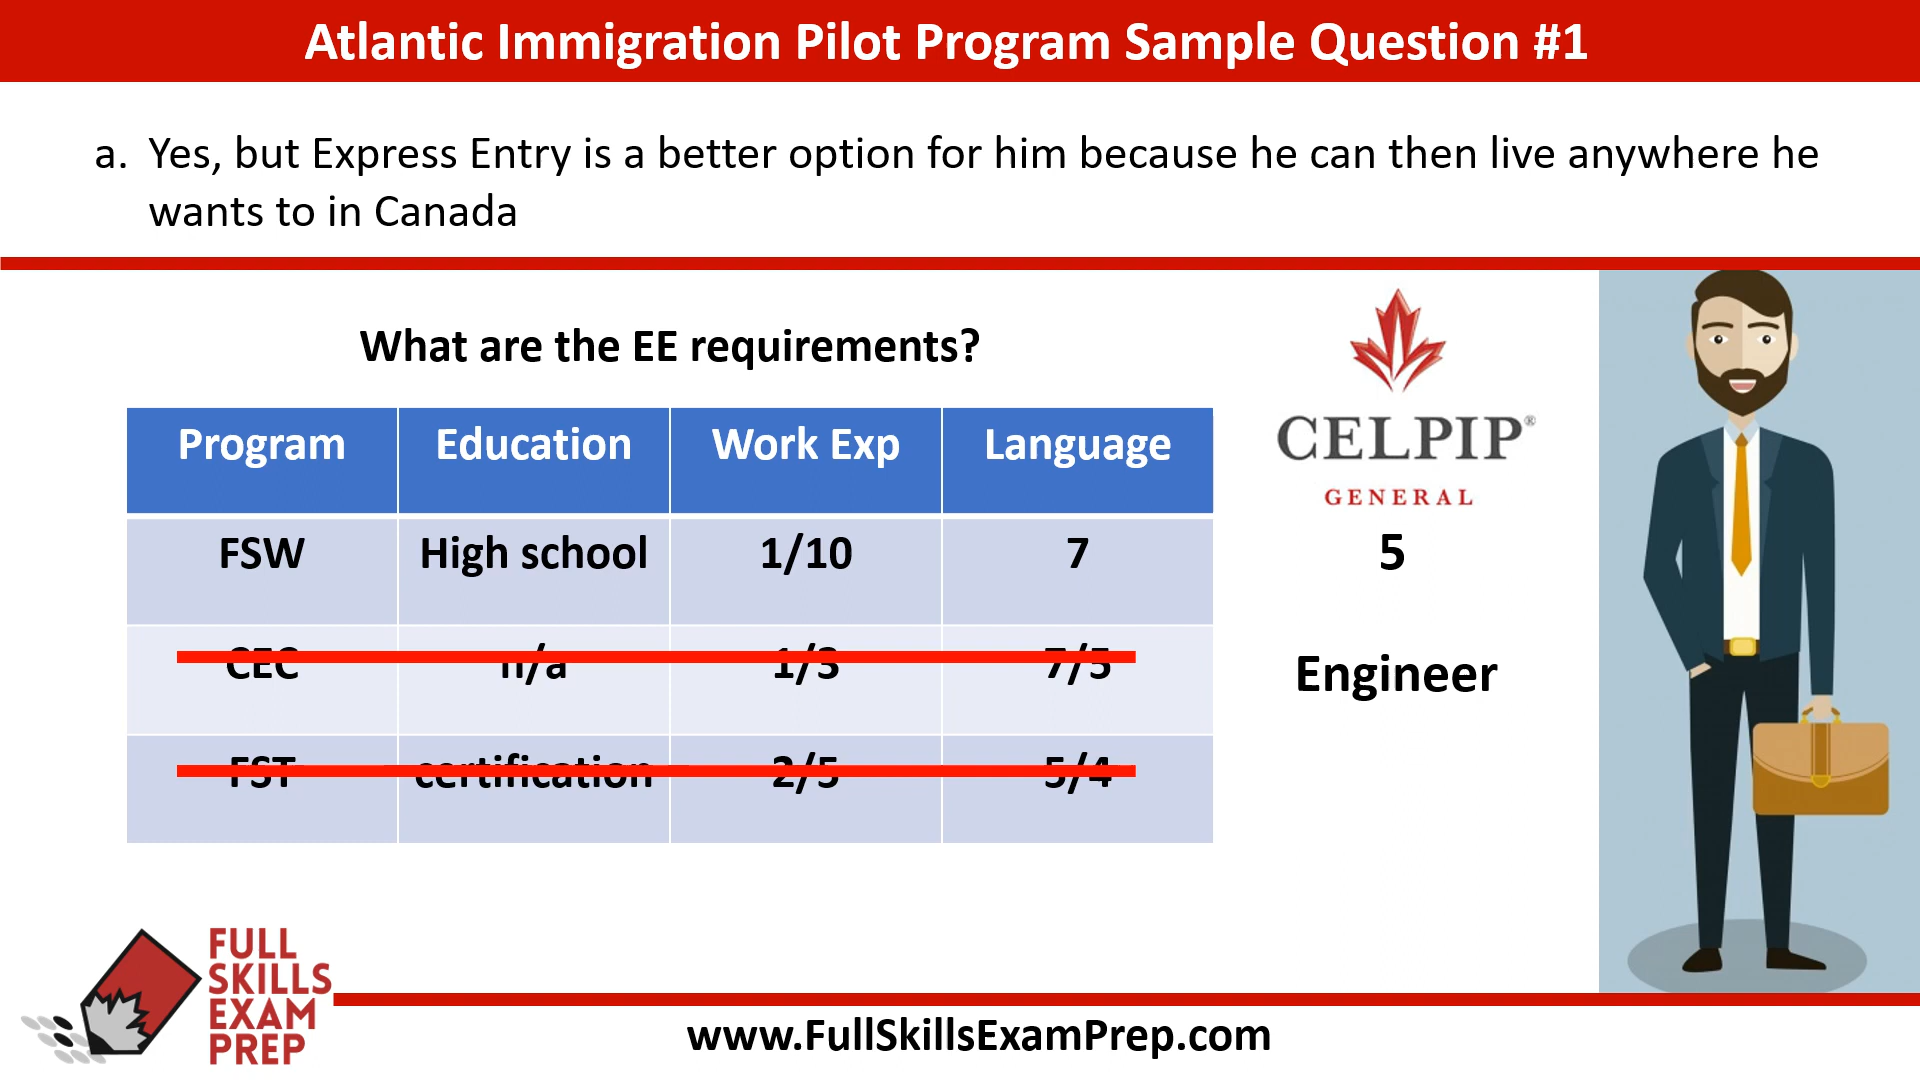 Atlantic Immigration Pilot Program Sample Question #1
a. Yes, but Express Entry is a better option for him because he can then live anywhere he
wants to in Canada
What are the EE requirements?
Program Education Work Exp Language
FSW High school 1/10 7
CEC n/a 1/3 7/5
FST certification 2/5 5/4
CELPIP®
GENERAL
5
Engineer
FULL
SKILLS
EXAM
PREP
www.FullSkillsExamPrep.com